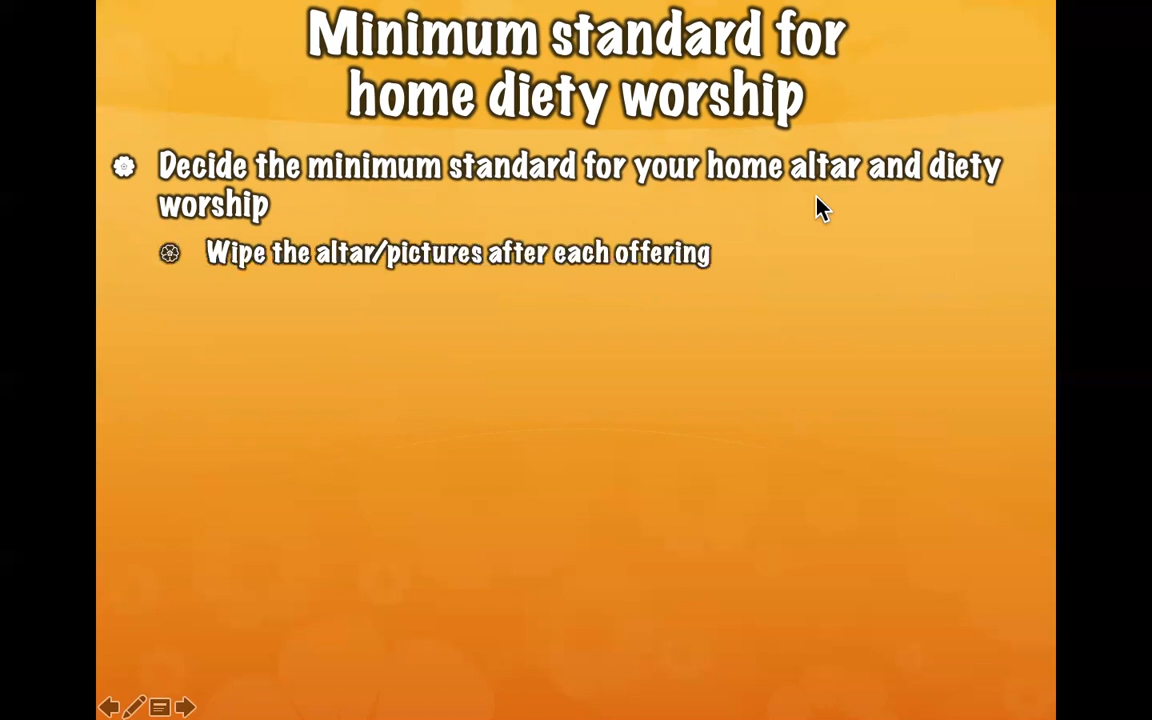 Minimum standard for
home diety worship
Decide the minimum standard for your home altar and diety
worship
Wipe the altar/pictures after each offering